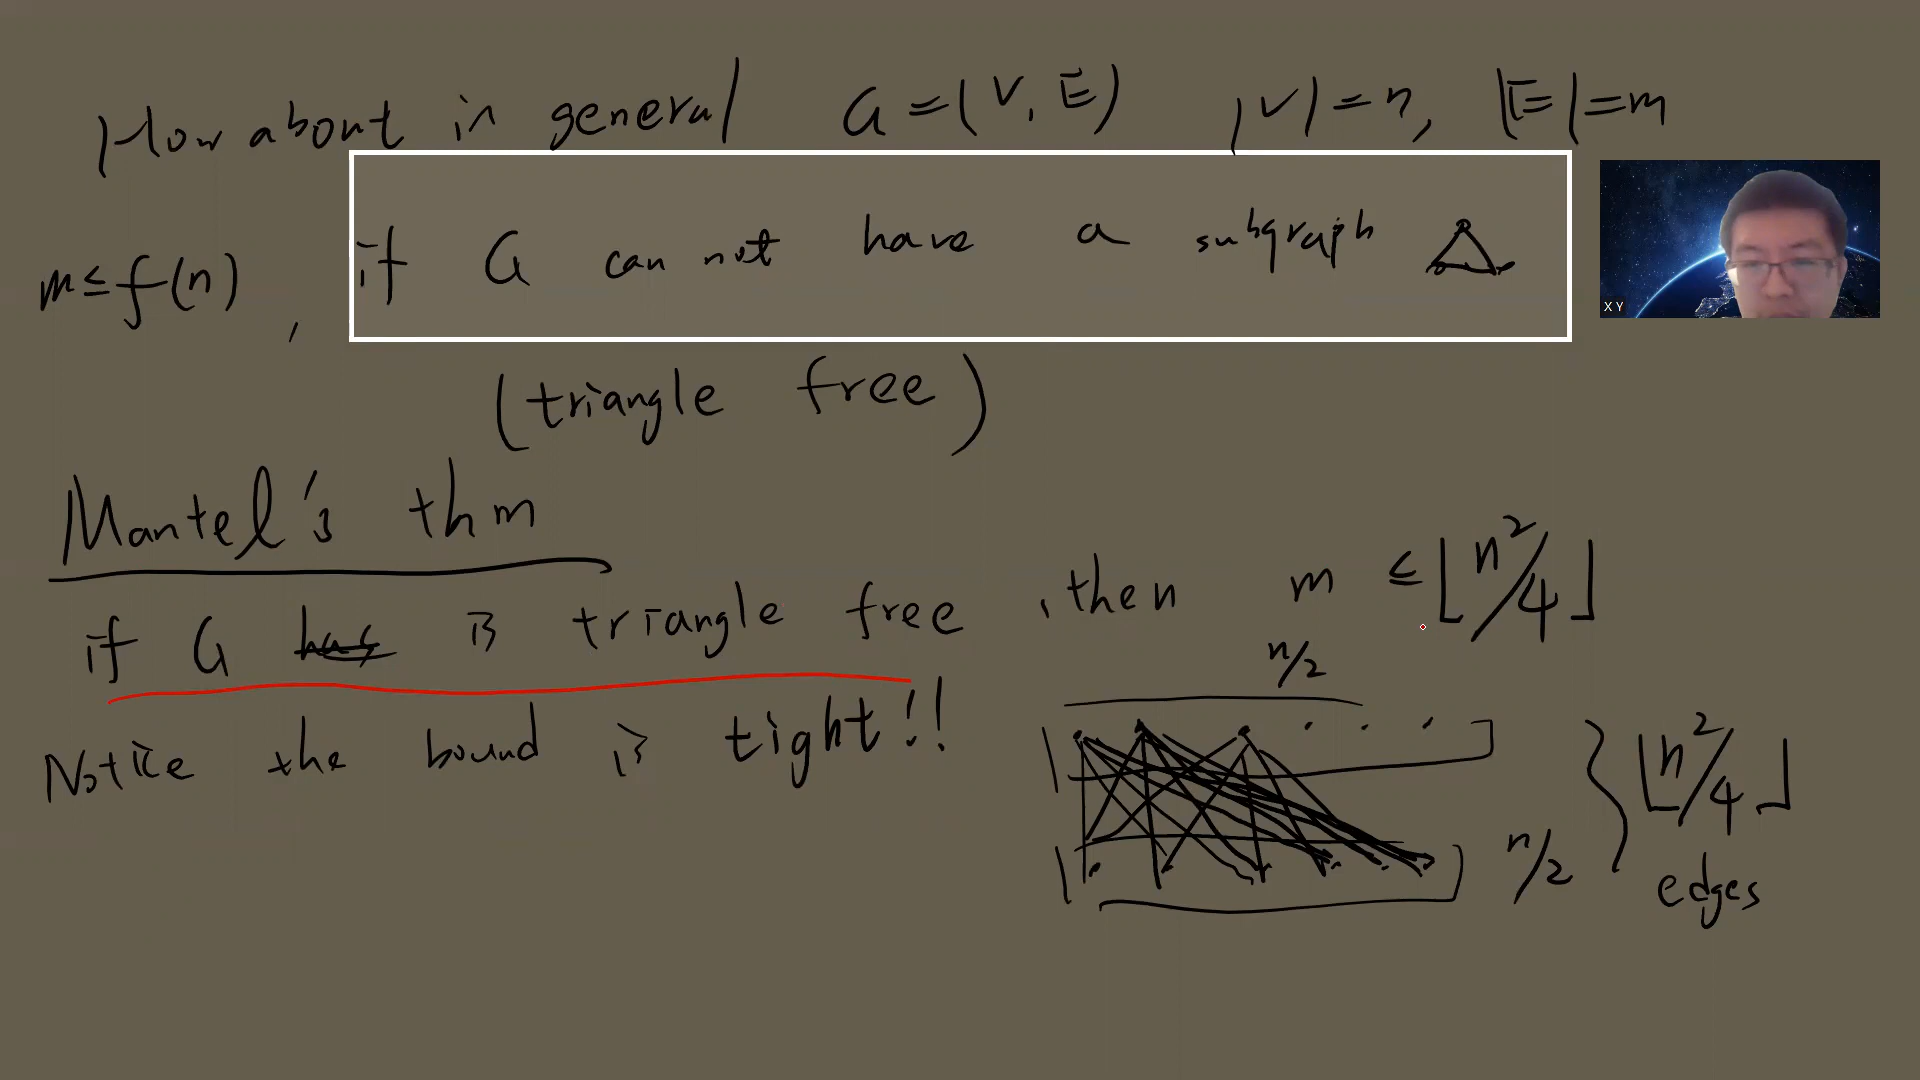 How about in general G = (V, E) |V| = n, |E| = m
m ≤ f(n), if G can not have a subgraph
(triangle free)
X Y
Mantel's thm
if G has is triangle free, then m ≤ ⌊n²/4⌋
Notice the bound is tight!!
n/2
n/2
⌊n²/4⌋
edges